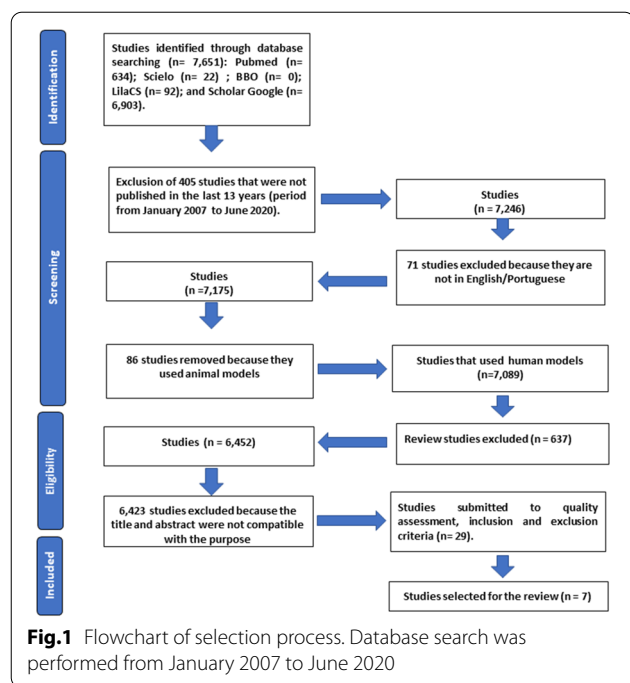 Identification
Studies identified through database
searching (n= 7,651): Pubmed (n=
634); Scielo (n= 22) ; BBO (n= 0);
LilaCS (n= 92); and Scholar Google (n=
6,903).
Screening
Exclusion of 405 studies that were not
published in the last 13 years (period
from January 2007 to June 2020).
Studies
(n = 7,246)
71 studies excluded because they are
not in English/Portuguese
Studies
(n =7,175)
86 studies removed because they
used animal models
Studies that used human models
(n=7,089)
Eligibility
Review studies excluded (n = 637)
Studies (n = 6,452)
6,423 studies excluded because the
title and abstract were not compatible
with the purpose
Studies submitted to quality
assessment, inclusion and exclusion
criteria (n= 29).
Included
Studies selected for the review (n = 7)
Fig.1 Flowchart of selection process. Database search was
performed from January 2007 to June 2020